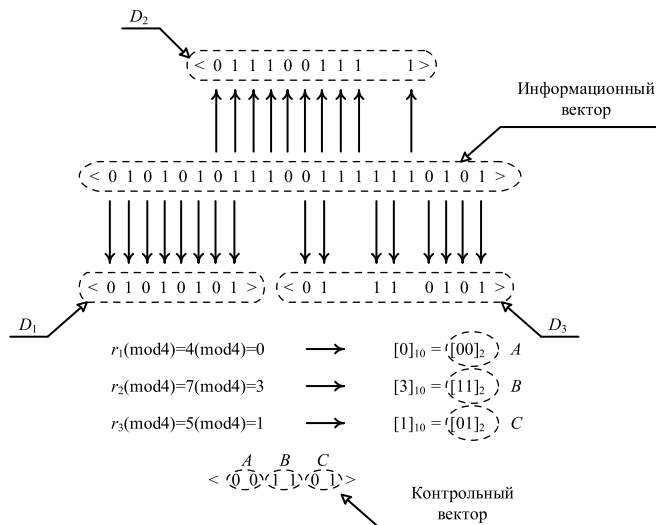 D₂
< 0 1 1 1 0 0 1 1 1 1 >
Информационный
вектор
< 0 1 0 1 0 1 0 1 1 1 0 0 1 1 1 1 1 1 0 1 0 1 >
< 0 1 0 1 0 1 0 1 > < 0 1 1 1 0 1 0 1 >
D₁ D₃
r₁(mod4)=4(mod4)=0 [0]₁₀ = [00]₂ A
r₂(mod4)=7(mod4)=3 [3]₁₀ = [11]₂ B
r₃(mod4)=5(mod4)=1 [1]₁₀ = [01]₂ C
A B C
< 0 0 1 1 0 1 >
Контрольный
вектор